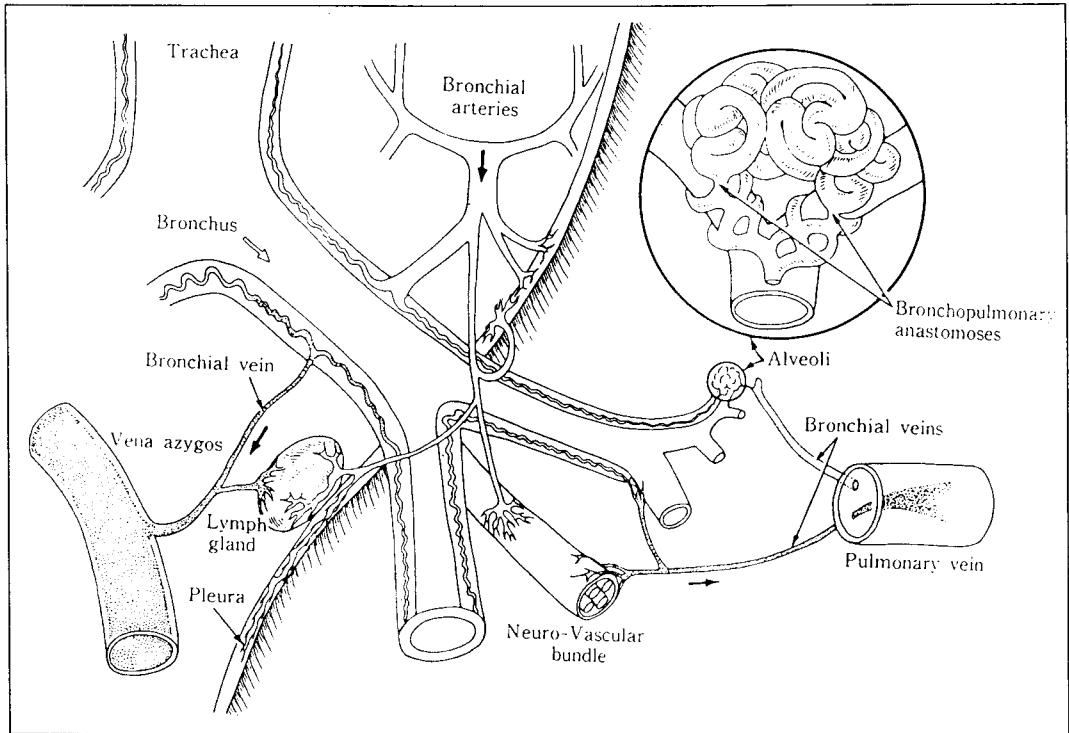 Trachea
Bronchial
arteries
Bronchus
Bronchopulmonary
anastomoses
Bronchial vein
Alveoli
Vena azygos
Bronchial veins
Lymph
gland
Pulmonary vein
Pleura
Neuro-Vascular
bundle